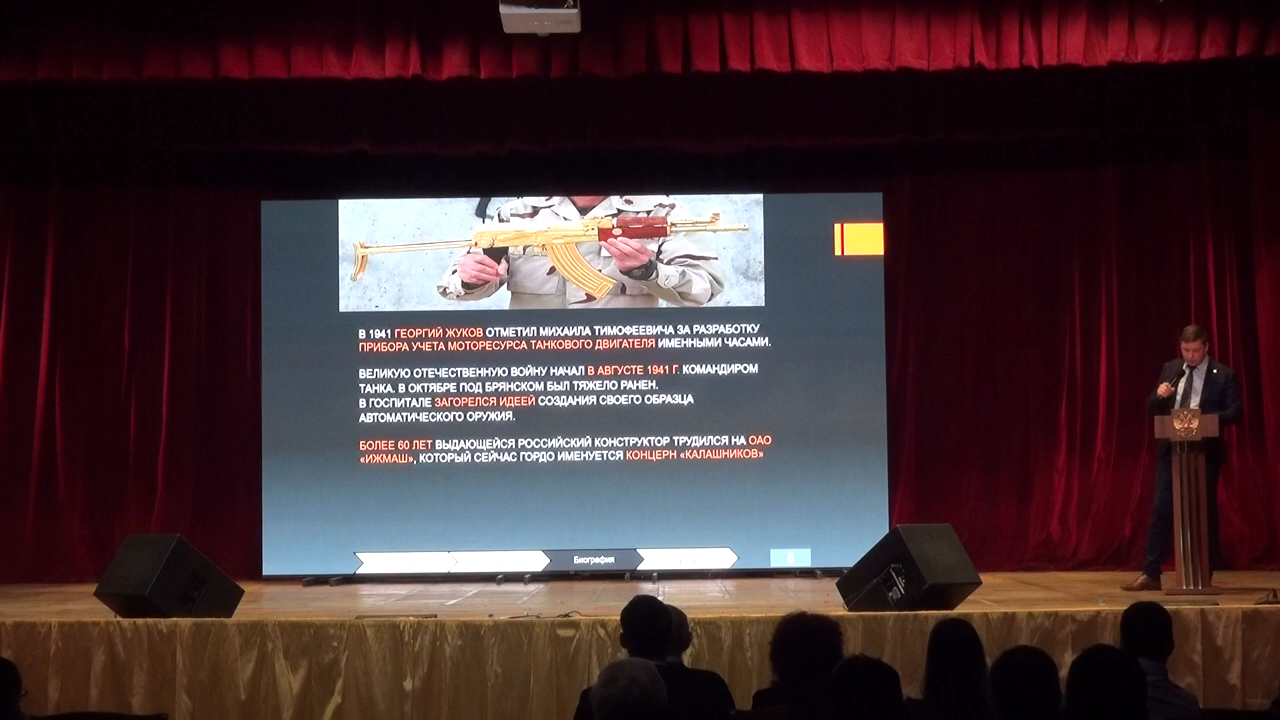 В 1941 ГЕОРГИЙ ЖУКОВ ОТМЕТИЛ МИХАИЛА ТИМОФЕЕВИЧА ЗА РАЗРАБОТКУ
ПРИБОРА УЧЕТА МОТОРЕСУРСА ТАНКОВОГО ДВИГАТЕЛЯ ИМЕННЫМИ ЧАСАМИ.
ВЕЛИКУЮ ОТЕЧЕСТВЕННУЮ ВОЙНУ НАЧАЛ В АВГУСТЕ 1941 Г. КОМАНДИРОМ
ТАНКА. В ОКТЯБРЕ ПОД БРЯНСКОМ БЫЛ ТЯЖЕЛО РАНЕН.
В ГОСПИТАЛЕ ЗАГОРЕЛСЯ ИДЕЕЙ СОЗДАНИЯ СВОЕГО ОБРАЗЦА
АВТОМАТИЧЕСКОГО ОРУЖИЯ.
БОЛЕЕ 60 ЛЕТ ВЫДАЮЩЕЙСЯ РОССИЙСКИЙ КОНСТРУКТОР ТРУДИЛСЯ НА ОАО
«ИЖМАШ», КОТОРЫЙ СЕЙЧАС ГОРДО ИМЕНУЕТСЯ КОНЦЕРН «КАЛАШНИКОВ»
Биография